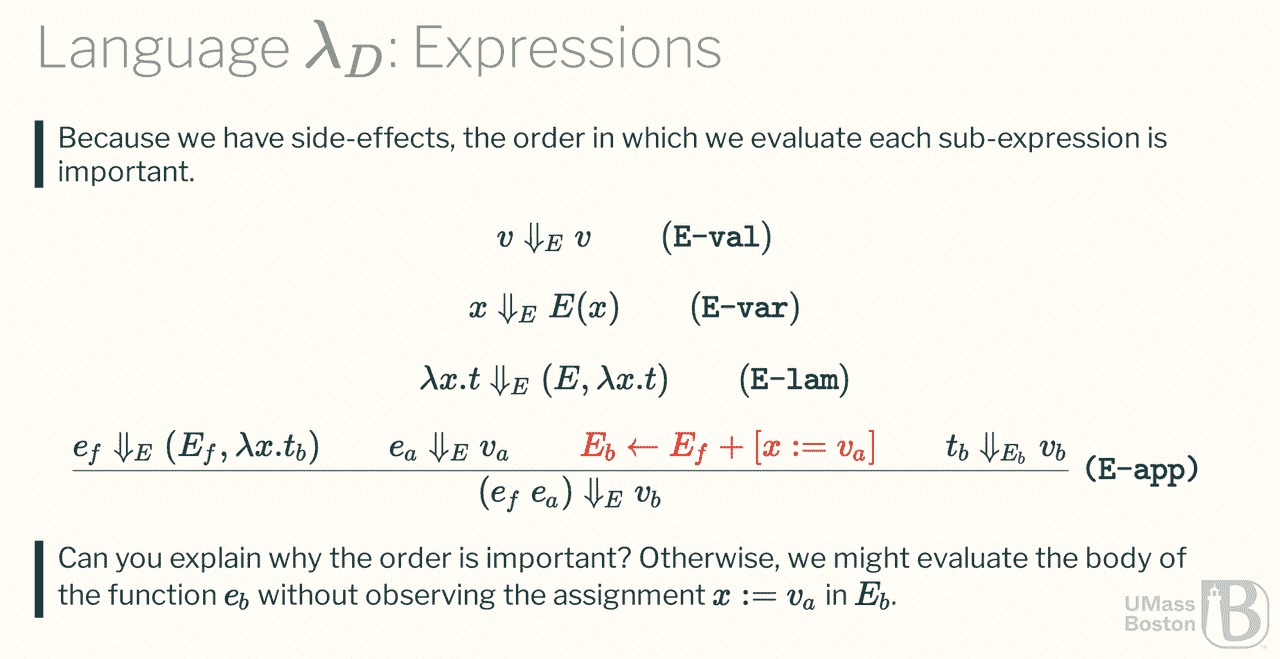 Language λ_D: Expressions
Because we have side-effects, the order in which we evaluate each sub-expression is
important.
v ⇓_E v (E-val)
x ⇓_E E(x) (E-var)
λx.t ⇓_E (E, λx.t) (E-lam)
e_f ⇓_E (E_f, λx.t_b) e_a ⇓_E v_a E_b ← E_f + [x := v_a] t_b ⇓_{E_b} v_b (E-app)
(e_f e_a) ⇓_E v_b
Can you explain why the order is important? Otherwise, we might evaluate the body of
the function e_b without observing the assignment x := v_a in E_b.
UMass
Boston
B